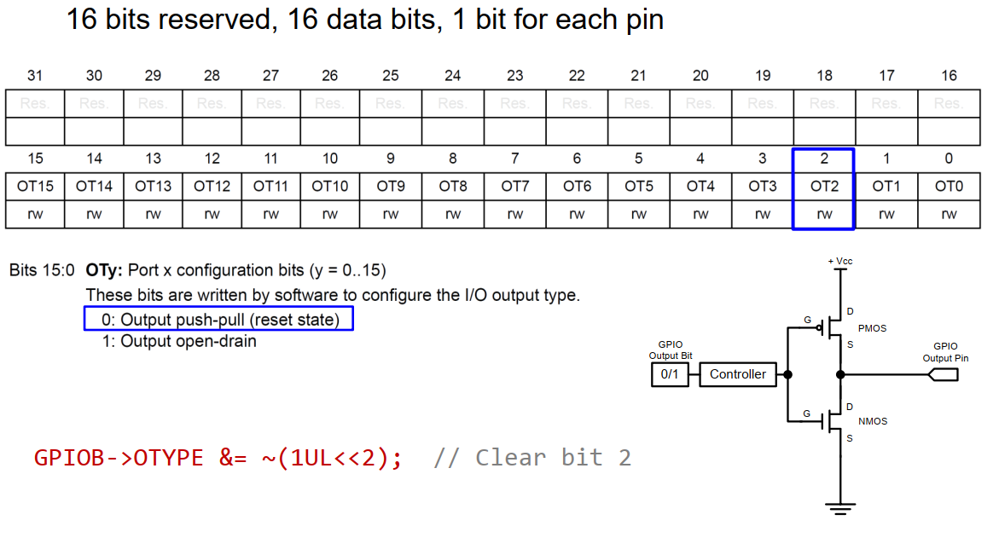 16 bits reserved, 16 data bits, 1 bit for each pin
31 30 29 28 27 26 25 24 23 22 21 20 19 18 17 16
Res. Res. Res. Res. Res. Res. Res. Res. Res. Res. Res. Res. Res. Res. Res. Res.
15 14 13 12 11 10 9 8 7 6 5 4 3 2 1 0
OT15 OT14 OT13 OT12 OT11 OT10 OT9 OT8 OT7 OT6 OT5 OT4 OT3 OT2 OT1 OT0
rw rw rw rw rw rw rw rw rw rw rw rw rw rw rw rw
Bits 15:0 OTy: Port x configuration bits (y = 0..15)
These bits are written by software to configure the I/O output type.
0: Output push-pull (reset state)
1: Output open-drain
+ Vcc
D
G
PMOS
S
GPIO
Output Bit
0/1
Controller
GPIO
Output Pin
D
G
NMOS
S
GPIOB->OTYPE &= ~(1UL<<2); // Clear bit 2